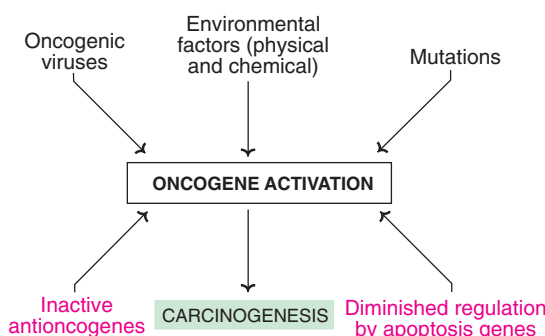 Oncogenic
viruses
Environmental
factors (physical
and chemical)
Mutations
ONCOGENE ACTIVATION
Inactive
antioncogenes
CARCINOGENESIS
Diminished regulation
by apoptosis genes